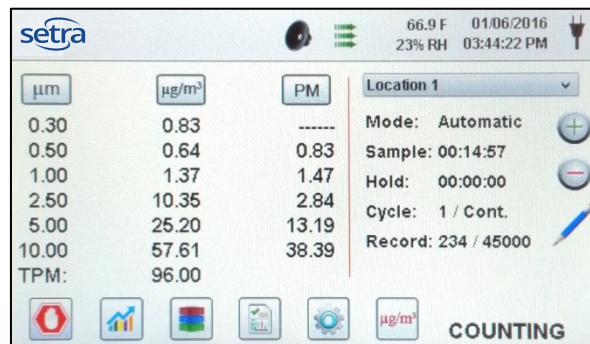 setra
66.9 F 01/06/2016
23% RH 03:44:22 PM
µm µg/m³ PM
0.30 0.83 ------
0.50 0.64 0.83
1.00 1.37 1.47
2.50 10.35 2.84
5.00 25.20 13.19
10.00 57.61 38.39
TPM: 96.00
Location 1
Mode: Automatic
Sample: 00:14:57
Hold: 00:00:00
Cycle: 1 / Cont.
Record: 234 / 45000
µg/m³
COUNTING